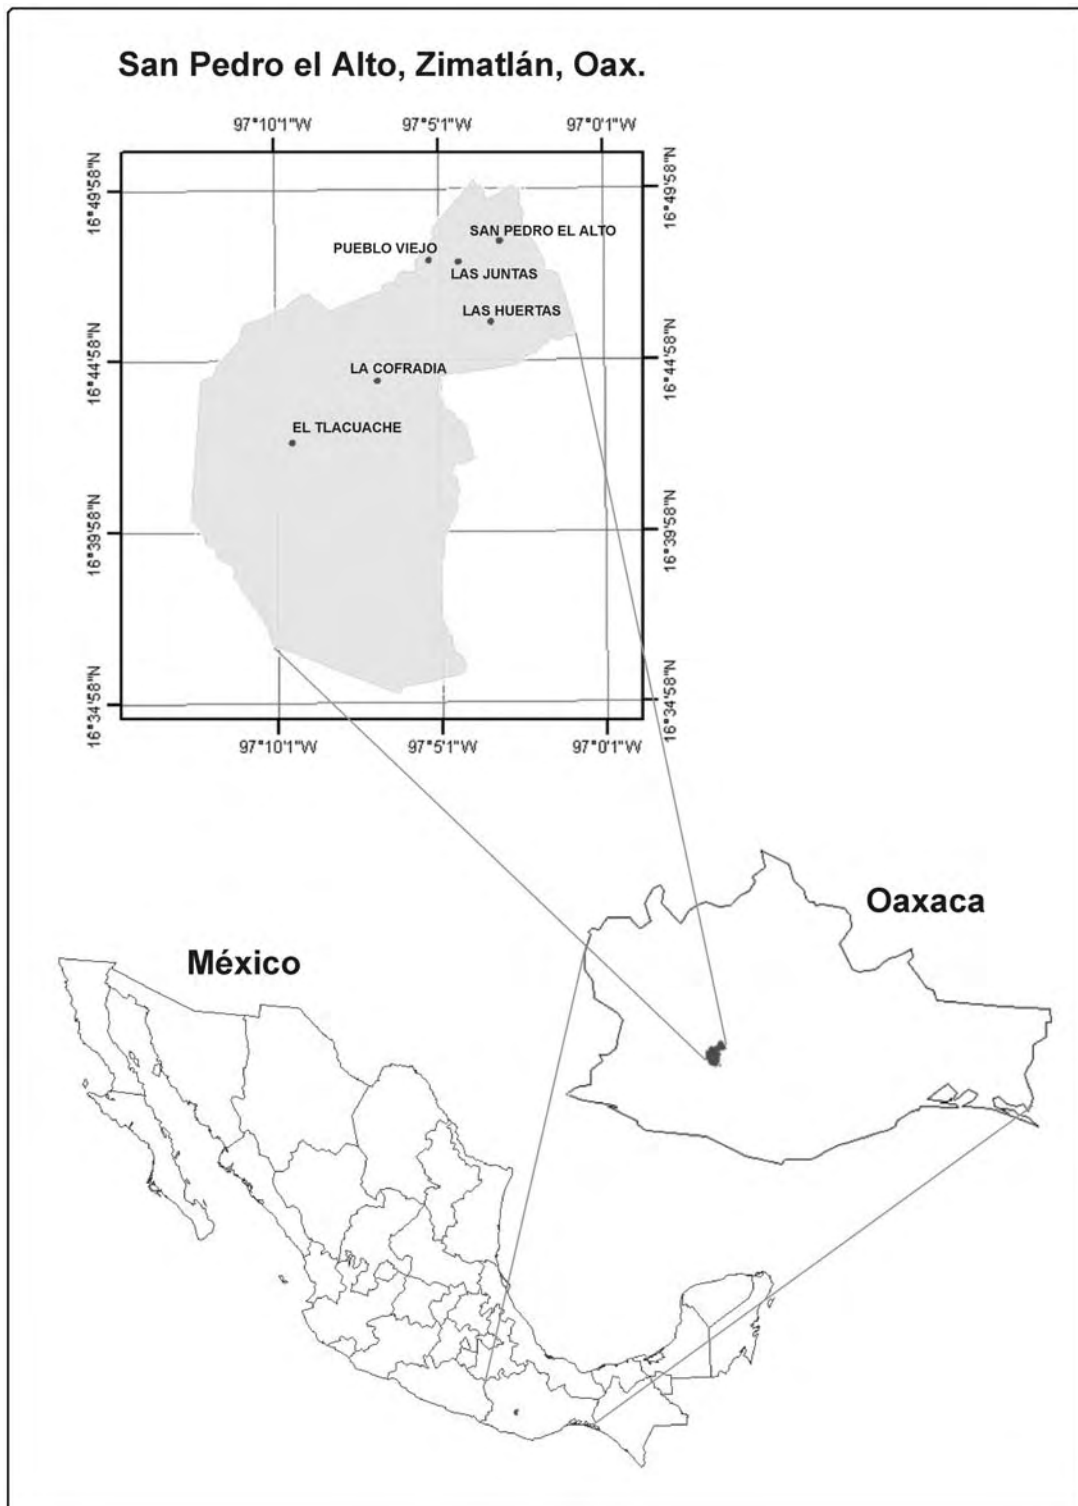 San Pedro el Alto, Zimatlán, Oax.
97°10'1"W 97°5'1"W 97°0'1"W
16°49'58"N 16°49'58"N
SAN PEDRO EL ALTO
PUEBLO VIEJO
LAS JUNTAS
LAS HUERTAS
16°44'58"N 16°44'58"N
LA COFRADIA
EL TLACUACHE
16°39'58"N 16°39'58"N
16°34'58"N 16°34'58"N
97°10'1"W 97°5'1"W 97°0'1"W
Oaxaca
México